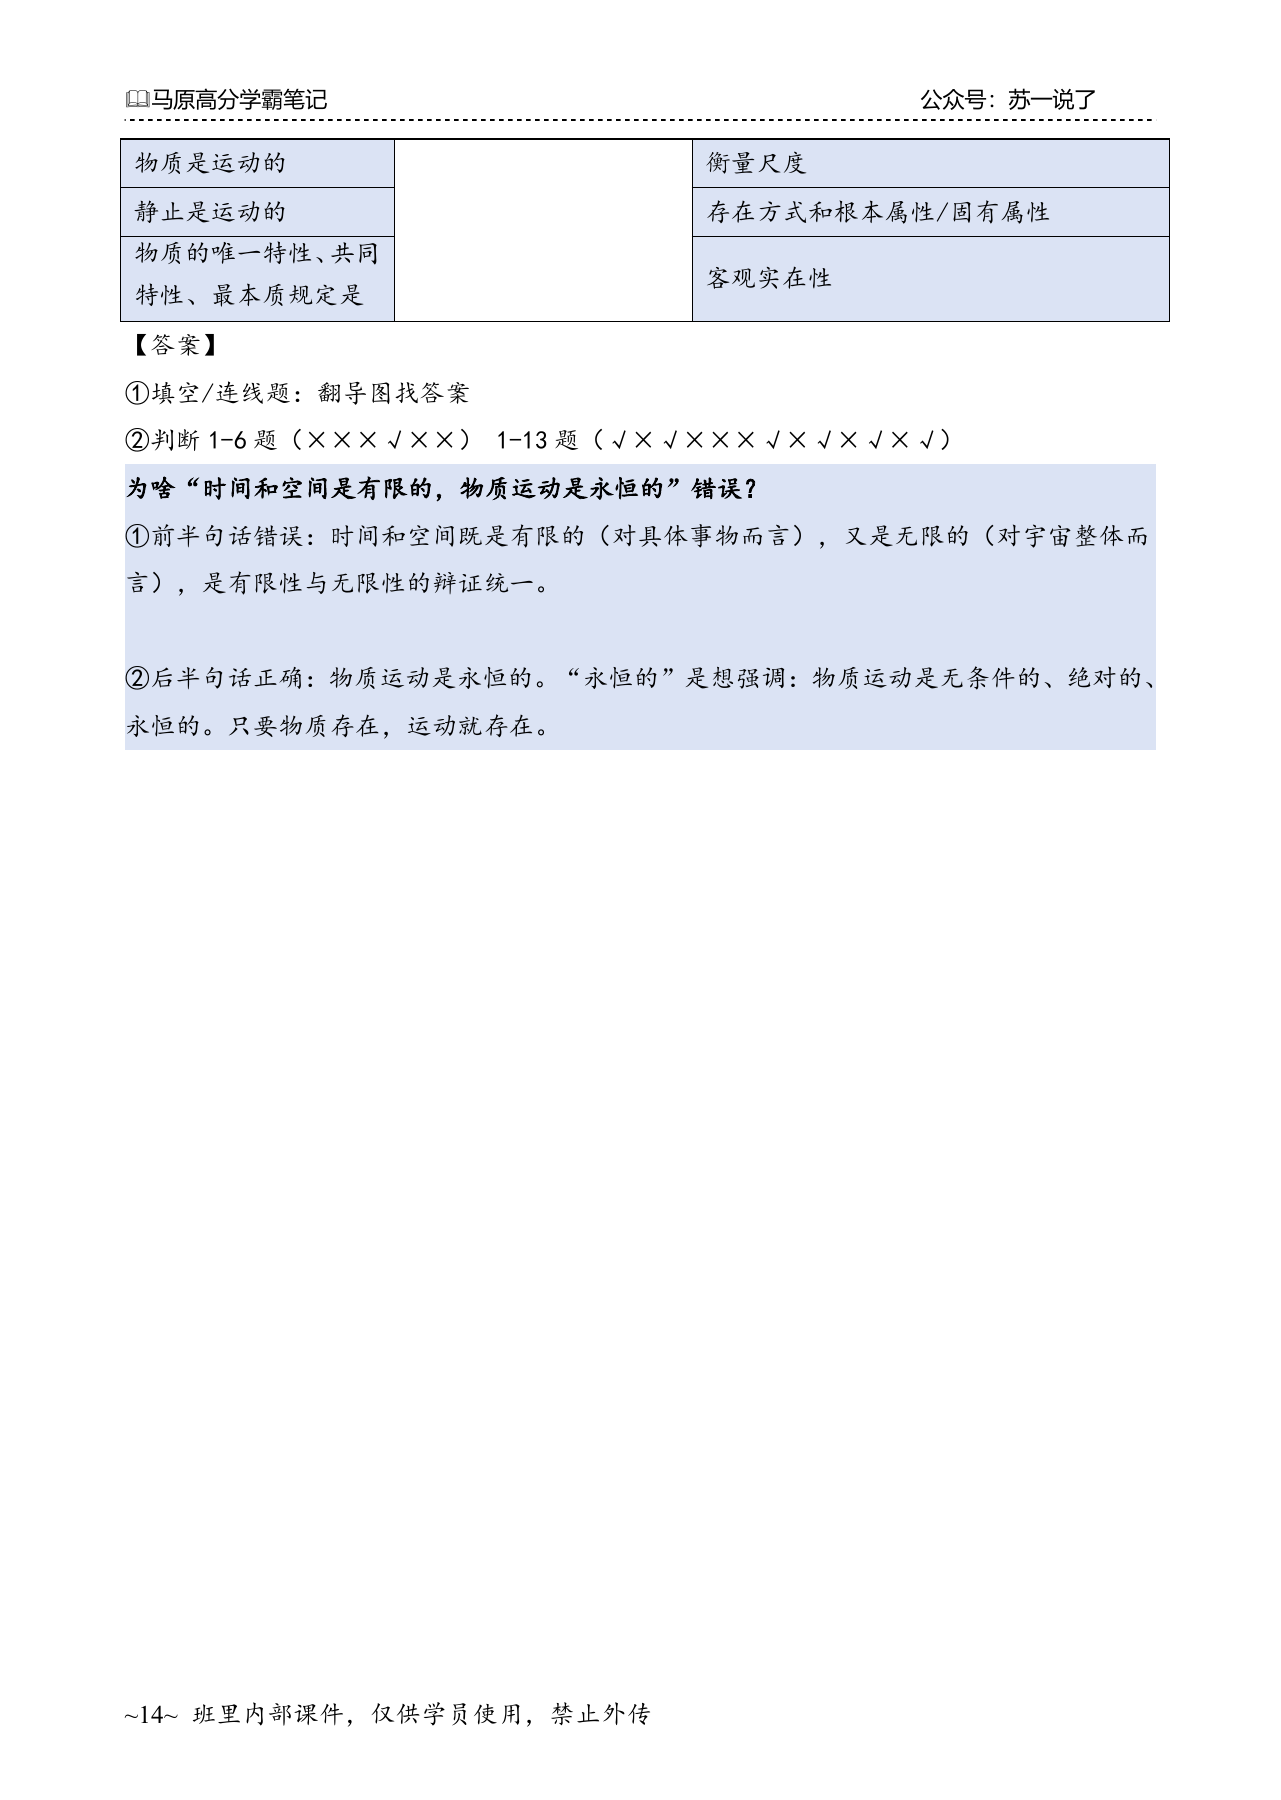 马原高分学霸笔记 公众号：苏一说了
物质是运动的 衡量尺度
静止是运动的 存在方式和根本属性/固有属性
物质的唯一特性、共同
特性、最本质规定是 客观实在性
【答案】
①填空/连线题：翻导图找答案
②判断 1-6 题（×××√××） 1-13 题（√×√×××√×√×√×√）
为啥“时间和空间是有限的，物质运动是永恒的”错误？
①前半句话错误：时间和空间既是有限的（对具体事物而言），又是无限的（对宇宙整体而
言），是有限性与无限性的辩证统一。
②后半句话正确：物质运动是永恒的。“永恒的”是想强调：物质运动是无条件的、绝对的、
永恒的。只要物质存在，运动就存在。
~14~ 班里内部课件，仅供学员使用，禁止外传